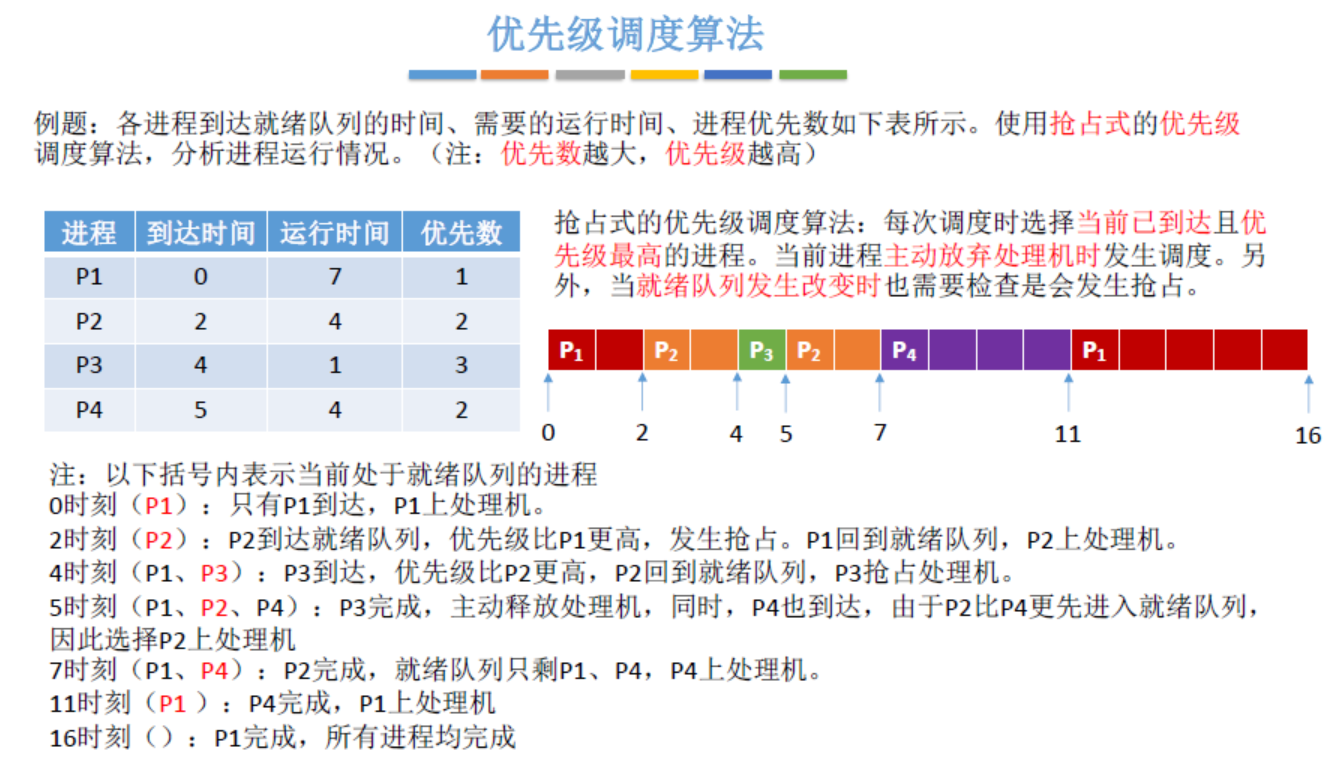 优先级调度算法
例题：各进程到达就绪队列的时间、需要的运行时间、进程优先数如下表所示。使用抢占式的优先级
调度算法，分析进程运行情况。（注：优先数越大，优先级越高）
进程 到达时间 运行时间 优先数
P1 0 7 1
P2 2 4 2
P3 4 1 3
P4 5 4 2
抢占式的优先级调度算法：每次调度时选择当前已到达且优
先级最高的进程。当前进程主动放弃处理机时发生调度。另
外，当就绪队列发生改变时也需要检查是会发生抢占。
P₁ P₂ P₃ P₂ P₄ P₁
0 2 4 5 7 11 16
注：以下括号内表示当前处于就绪队列的进程
0时刻（P1）：只有P1到达，P1上处理机。
2时刻（P2）：P2到达就绪队列，优先级比P1更高，发生抢占。P1回到就绪队列，P2上处理机。
4时刻（P1、P3）：P3到达，优先级比P2更高，P2回到就绪队列，P3抢占处理机。
5时刻（P1、P2、P4）：P3完成，主动释放处理机，同时，P4也到达，由于P2比P4更先进入就绪队列，
因此选择P2上处理机
7时刻（P1、P4）：P2完成，就绪队列只剩P1、P4，P4上处理机。
11时刻（P1 ）：P4完成，P1上处理机
16时刻（）：P1完成，所有进程均完成